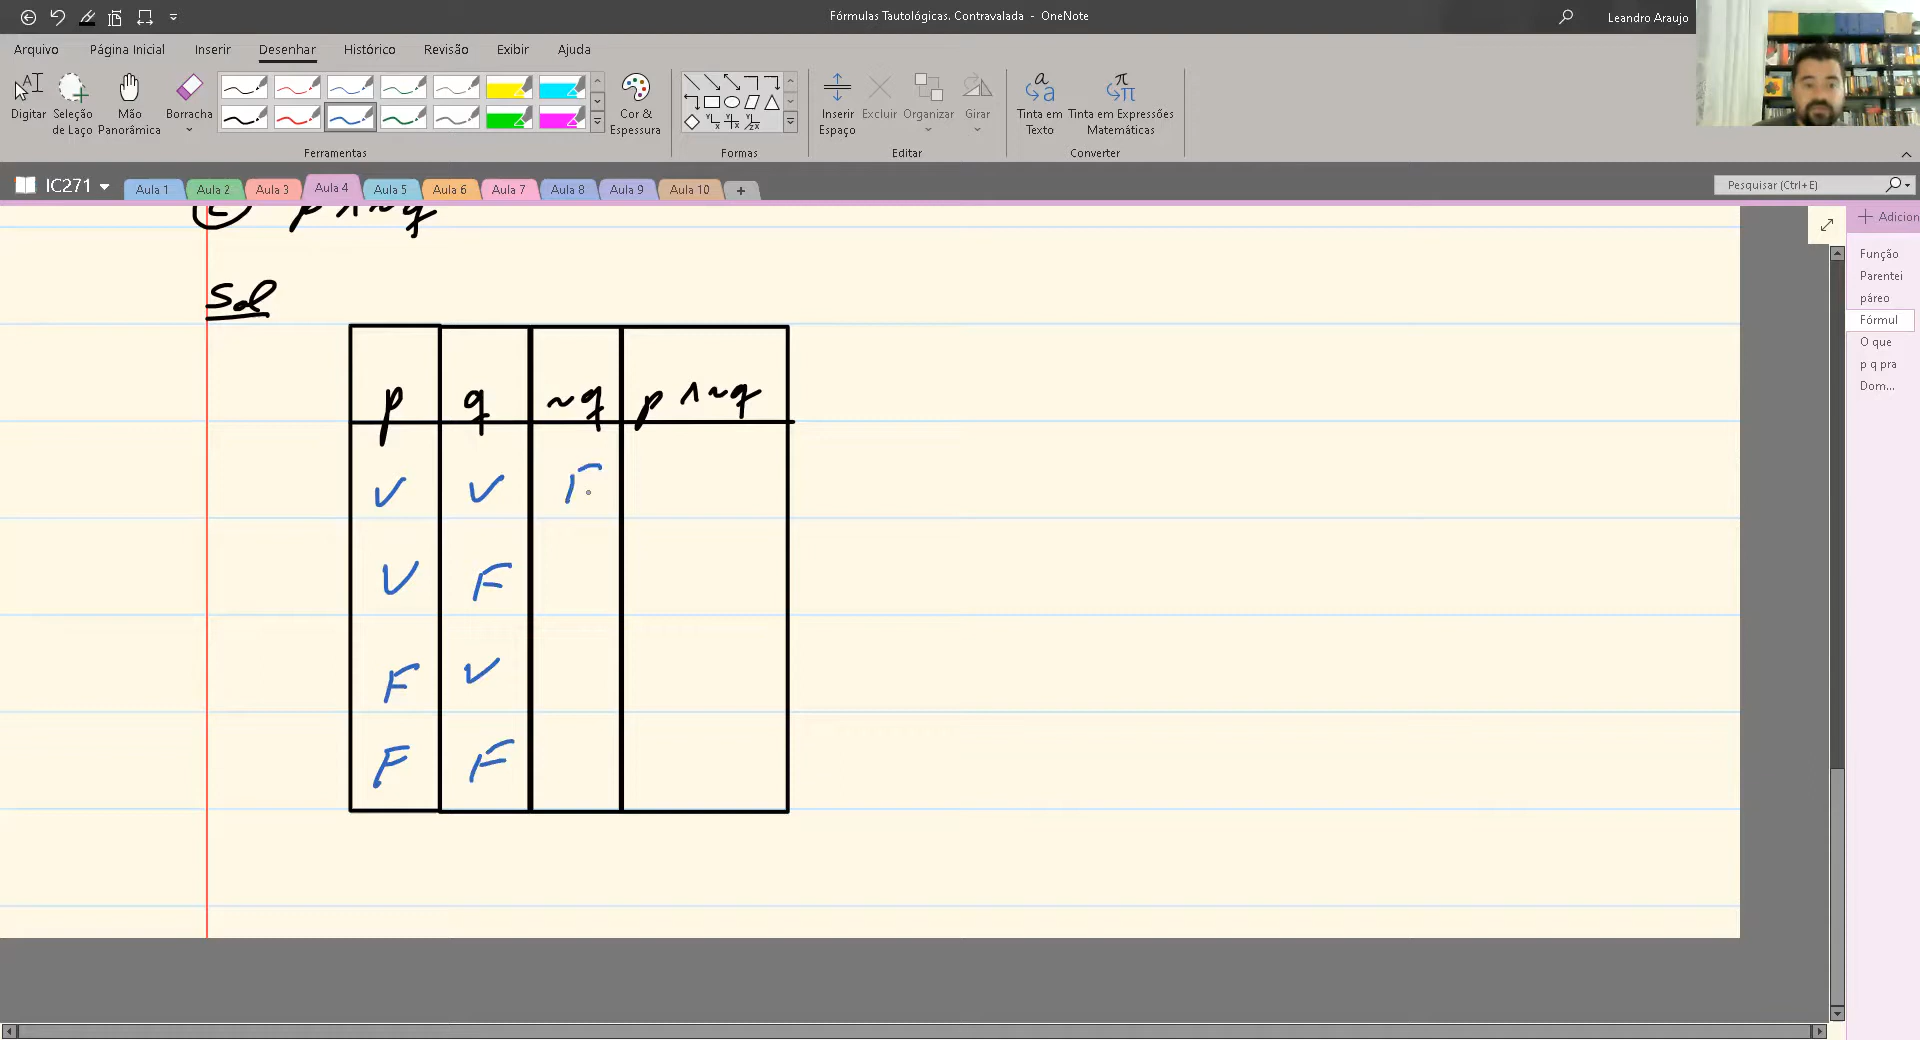 Fórmulas Tautológicas. Contravalada - OneNote
Leandro Araujo
Arquivo Página Inicial Inserir Desenhar Histórico Revisão Exibir Ajuda
Digitar
Seleção de Laço
Mão Panorâmica
Borracha
Cor & Espessura
Inserir Espaço
Excluir
Organizar
Girar
Tinta em Texto
Tinta em Expressões Matemáticas
Ferramentas
Formas
Editar
Converter
IC271
Aula 1 Aula 2 Aula 3 Aula 4 Aula 5 Aula 6 Aula 7 Aula 8 Aula 9 Aula 10 +
Pesquisar (Ctrl+E)
Adicion
Função
Parentei
páreo
Fórmul
O que
p q pra
Dom...
p ∧ ~q
Sol
p q ~q p ∧ ~q
V V F
V F
F V
F F